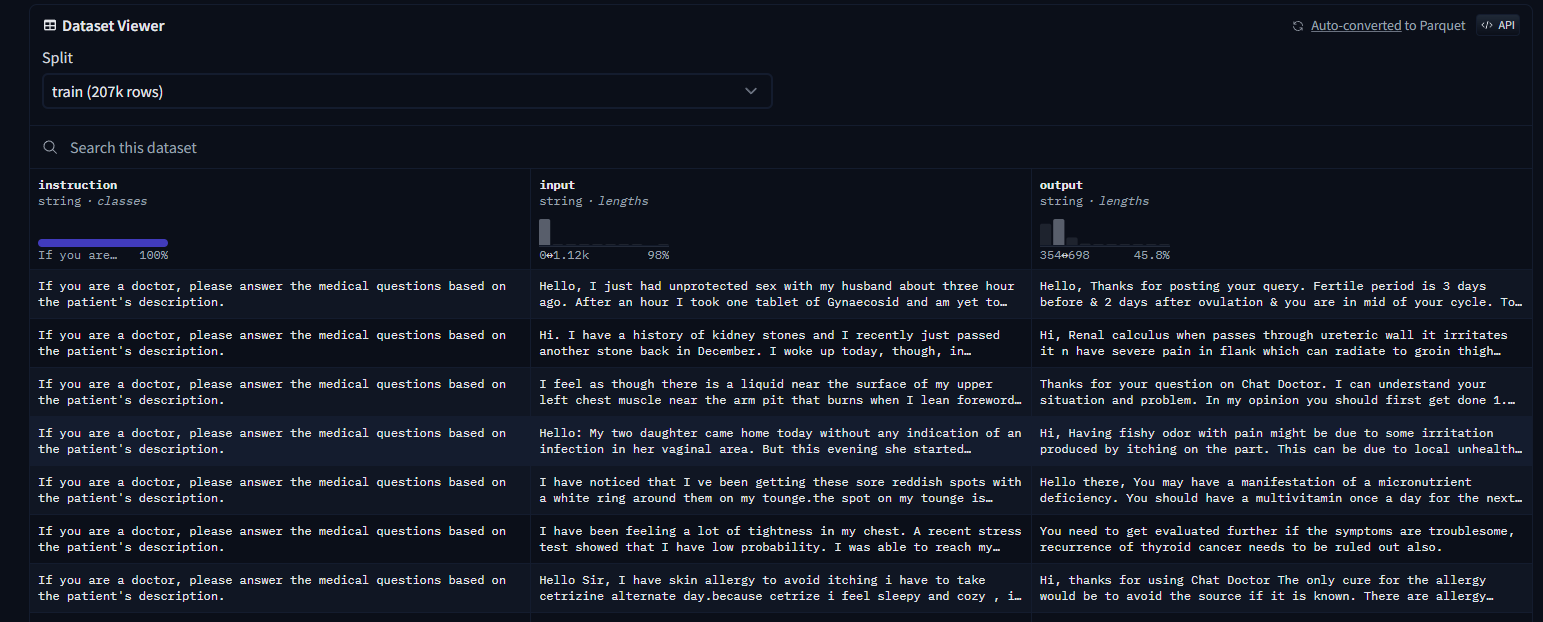 Dataset Viewer
Auto-converted to Parquet
API
Split
train (207k rows)
Search this dataset
instruction
string · classes
If you are… 100%
input
string · lengths
0↔1.12k 98%
output
string · lengths
354↔698 45.8%
If you are a doctor, please answer the medical questions based on
the patient's description.
Hello, I just had unprotected sex with my husband about three hour
ago. After an hour I took one tablet of Gynaecosid and am yet to…
Hello, Thanks for posting your query. Fertile period is 3 days
before & 2 days after ovulation & you are in mid of your cycle. To…
If you are a doctor, please answer the medical questions based on
the patient's description.
Hi. I have a history of kidney stones and I recently just passed
another stone back in December. I woke up today, though, in…
Hi, Renal calculus when passes through ureteric wall it irritates
it n have severe pain in flank which can radiate to groin thigh…
If you are a doctor, please answer the medical questions based on
the patient's description.
I feel as though there is a liquid near the surface of my upper
left chest muscle near the arm pit that burns when I lean foreword…
Thanks for your question on Chat Doctor. I can understand your
situation and problem. In my opinion you should first get done 1.…
If you are a doctor, please answer the medical questions based on
the patient's description.
Hello: My two daughter came home today without any indication of an
infection in her vaginal area. But this evening she started…
Hi, Having fishy odor with pain might be due to some irritation
produced by itching on the part. This can be due to local unhealth…
If you are a doctor, please answer the medical questions based on
the patient's description.
I have noticed that I ve been getting these sore reddish spots with
a white ring around them on my tounge.the spot on my tounge is…
Hello there, You may have a manifestation of a micronutrient
deficiency. You should have a multivitamin once a day for the next…
If you are a doctor, please answer the medical questions based on
the patient's description.
I have been feeling a lot of tightness in my chest. A recent stress
test showed that I have low probability. I was able to reach my…
You need to get evaluated further if the symptoms are troublesome,
recurrence of thyroid cancer needs to be ruled out also.
If you are a doctor, please answer the medical questions based on
the patient's description.
Hello Sir, I have skin allergy to avoid itching i have to take
cetrizine alternate day.because cetrize i feel sleepy and cozy , i…
Hi, thanks for using Chat Doctor The only cure for the allergy
would be to avoid the source if it is known. There are allergy…